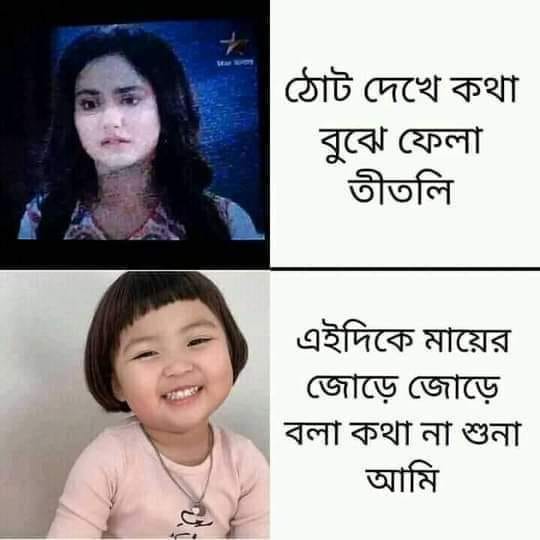 ঠোট দেখে কথা
বুঝে ফেলা
তীতলি
এইদিকে মায়ের
জোড়ে জোড়ে
বলা কথা না শুনা
আমি